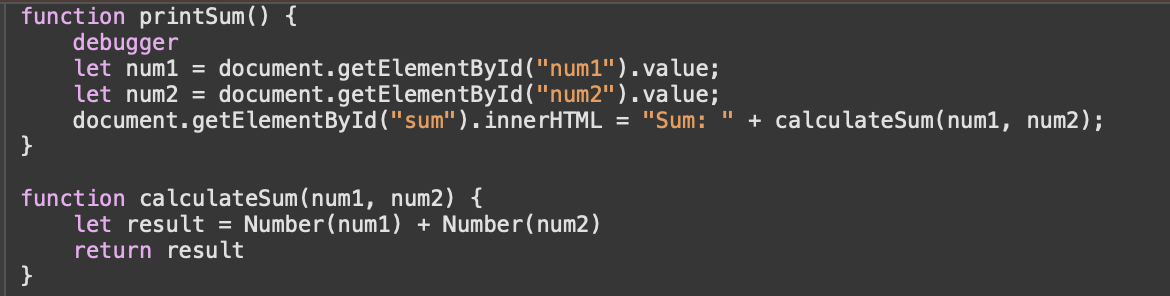 function printSum() {
    debugger
    let num1 = document.getElementById("num1").value;
    let num2 = document.getElementById("num2").value;
    document.getElementById("sum").innerHTML = "Sum: " + calculateSum(num1, num2);
}

function calculateSum(num1, num2) {
    let result = Number(num1) + Number(num2)
    return result
}